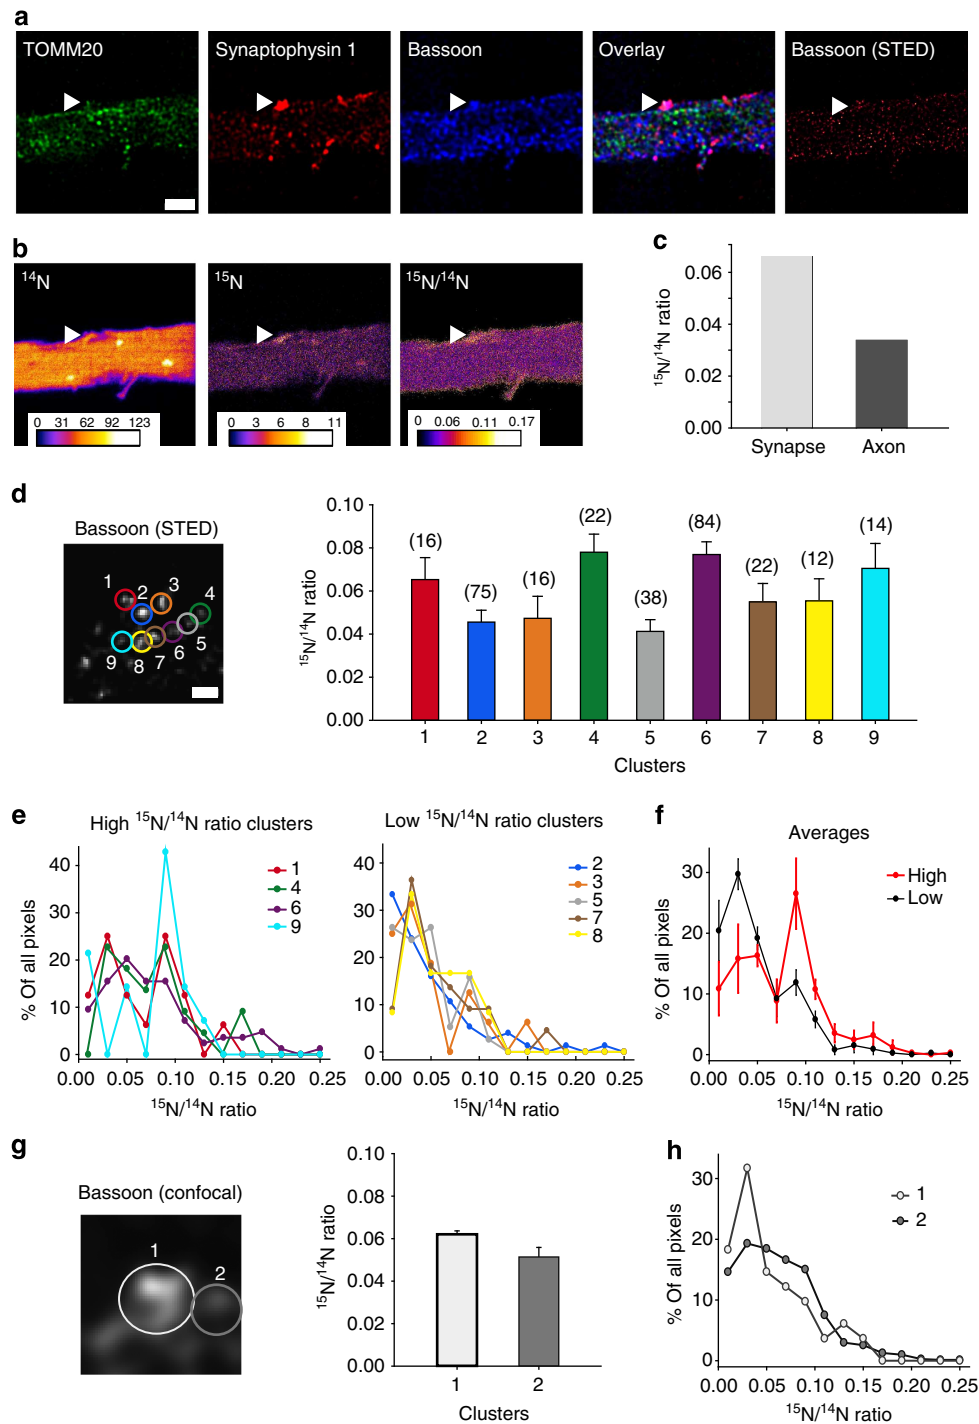 a
TOMM20 Synaptophysin 1 Bassoon Overlay Bassoon (STED)
b
¹⁴N ¹⁵N ¹⁵N/¹⁴N
0 31 62 92 123
0 3 6 8 11
0 0.06 0.11 0.17
c
¹⁵N/¹⁴N ratio
0.06
0.04
0.02
0.00
Synapse Axon
d
Bassoon (STED)
1 2 3 4 5 6 7 8 9
¹⁵N/¹⁴N ratio
0.10
0.08
0.06
0.04
0.02
0.00
(16) (75) (16) (22) (38) (84) (22) (12) (14)
1 2 3 4 5 6 7 8 9
Clusters
e
High ¹⁵N/¹⁴N ratio clusters
% Of all pixels
40
30
20
10
0
1
4
6
9
0.00 0.05 0.10 0.15 0.20 0.25
¹⁵N/¹⁴N ratio
Low ¹⁵N/¹⁴N ratio clusters
40
30
20
10
0
2
3
5
7
8
0.00 0.05 0.10 0.15 0.20 0.25
¹⁵N/¹⁴N ratio
f
Averages
% Of all pixels
40
30
20
10
0
High
Low
0.00 0.05 0.10 0.15 0.20 0.25
¹⁵N/¹⁴N ratio
g
Bassoon (confocal)
1
2
¹⁵N/¹⁴N ratio
0.10
0.08
0.06
0.04
0.02
0.00
1 2
Clusters
h
% Of all pixels
30
20
10
0
1
2
0.00 0.05 0.10 0.15 0.20 0.25
¹⁵N/¹⁴N ratio